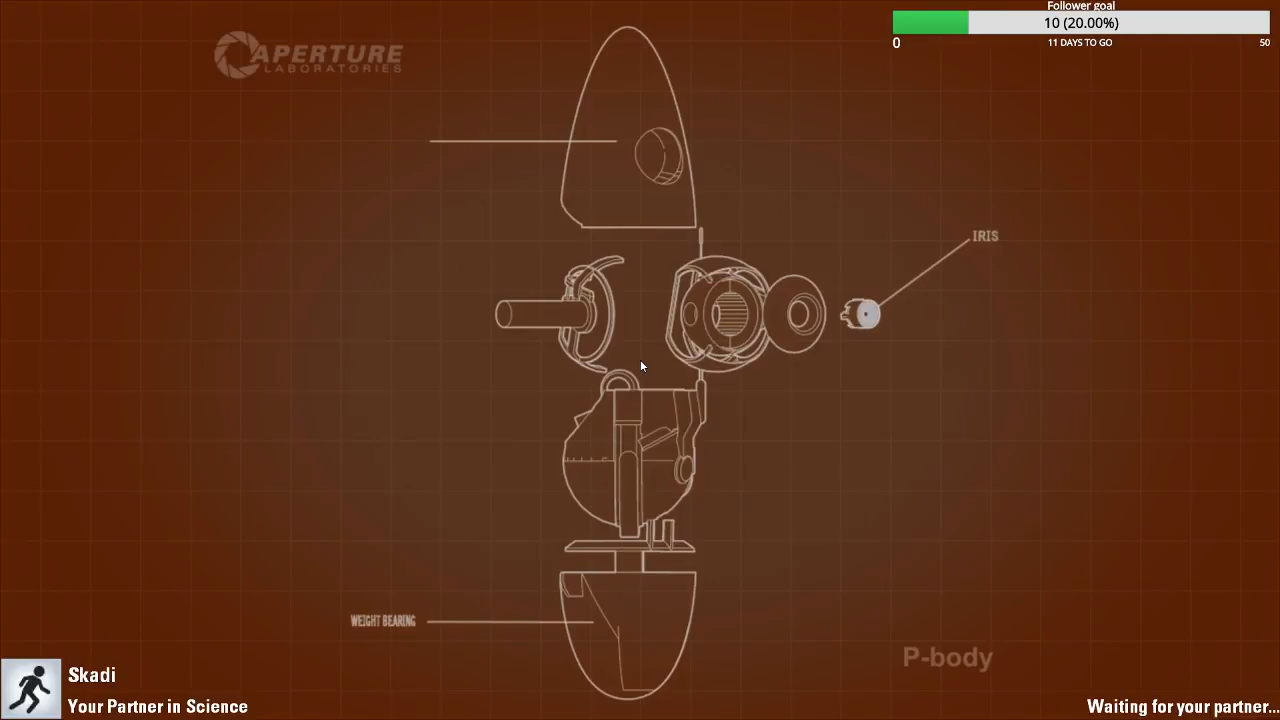 Follower goal
10 (20.00%)
0
11 DAYS TO GO
50
APERTURE
LABORATORIES
IRIS
WEIGHT BEARING
P-body
Skadi
Your Partner in Science
Waiting for your partner...